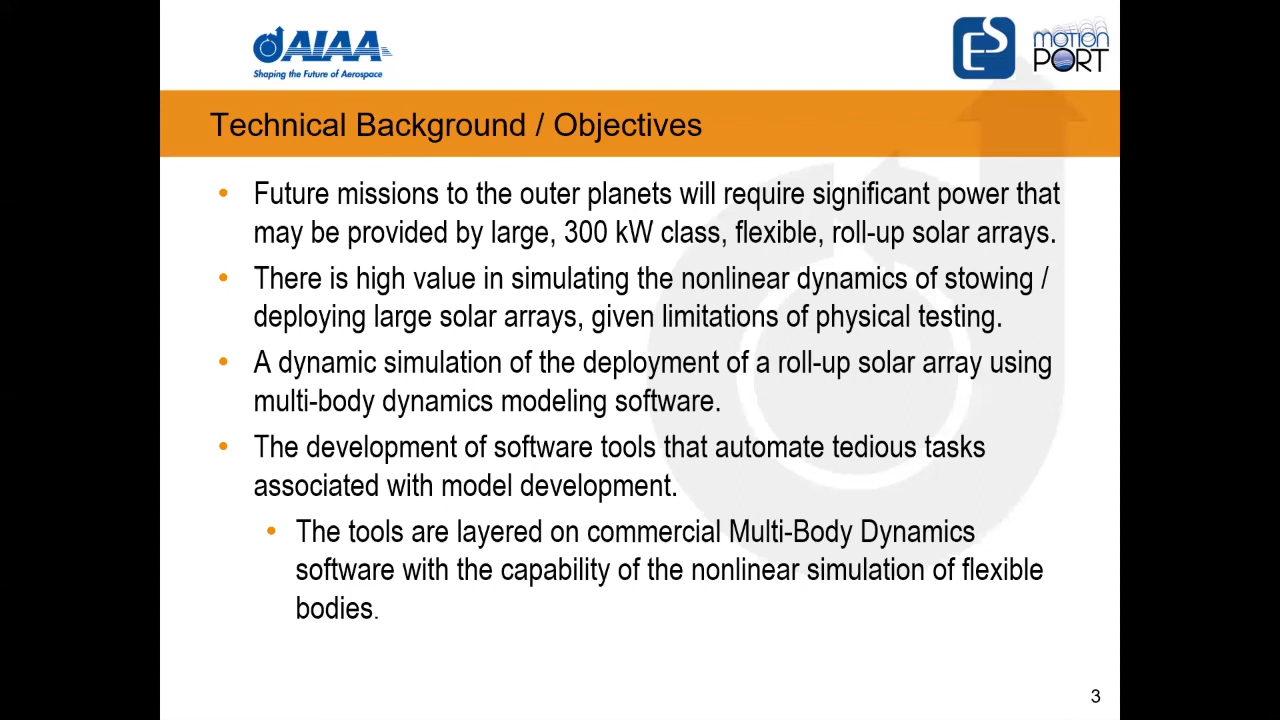 AIAA
Shaping the Future of Aerospace
ES
MOTION
PORT
Technical Background / Objectives
• Future missions to the outer planets will require significant power that
may be provided by large, 300 kW class, flexible, roll-up solar arrays.
• There is high value in simulating the nonlinear dynamics of stowing /
deploying large solar arrays, given limitations of physical testing.
• A dynamic simulation of the deployment of a roll-up solar array using
multi-body dynamics modeling software.
• The development of software tools that automate tedious tasks
associated with model development.
• The tools are layered on commercial Multi-Body Dynamics
software with the capability of the nonlinear simulation of flexible
bodies.
3